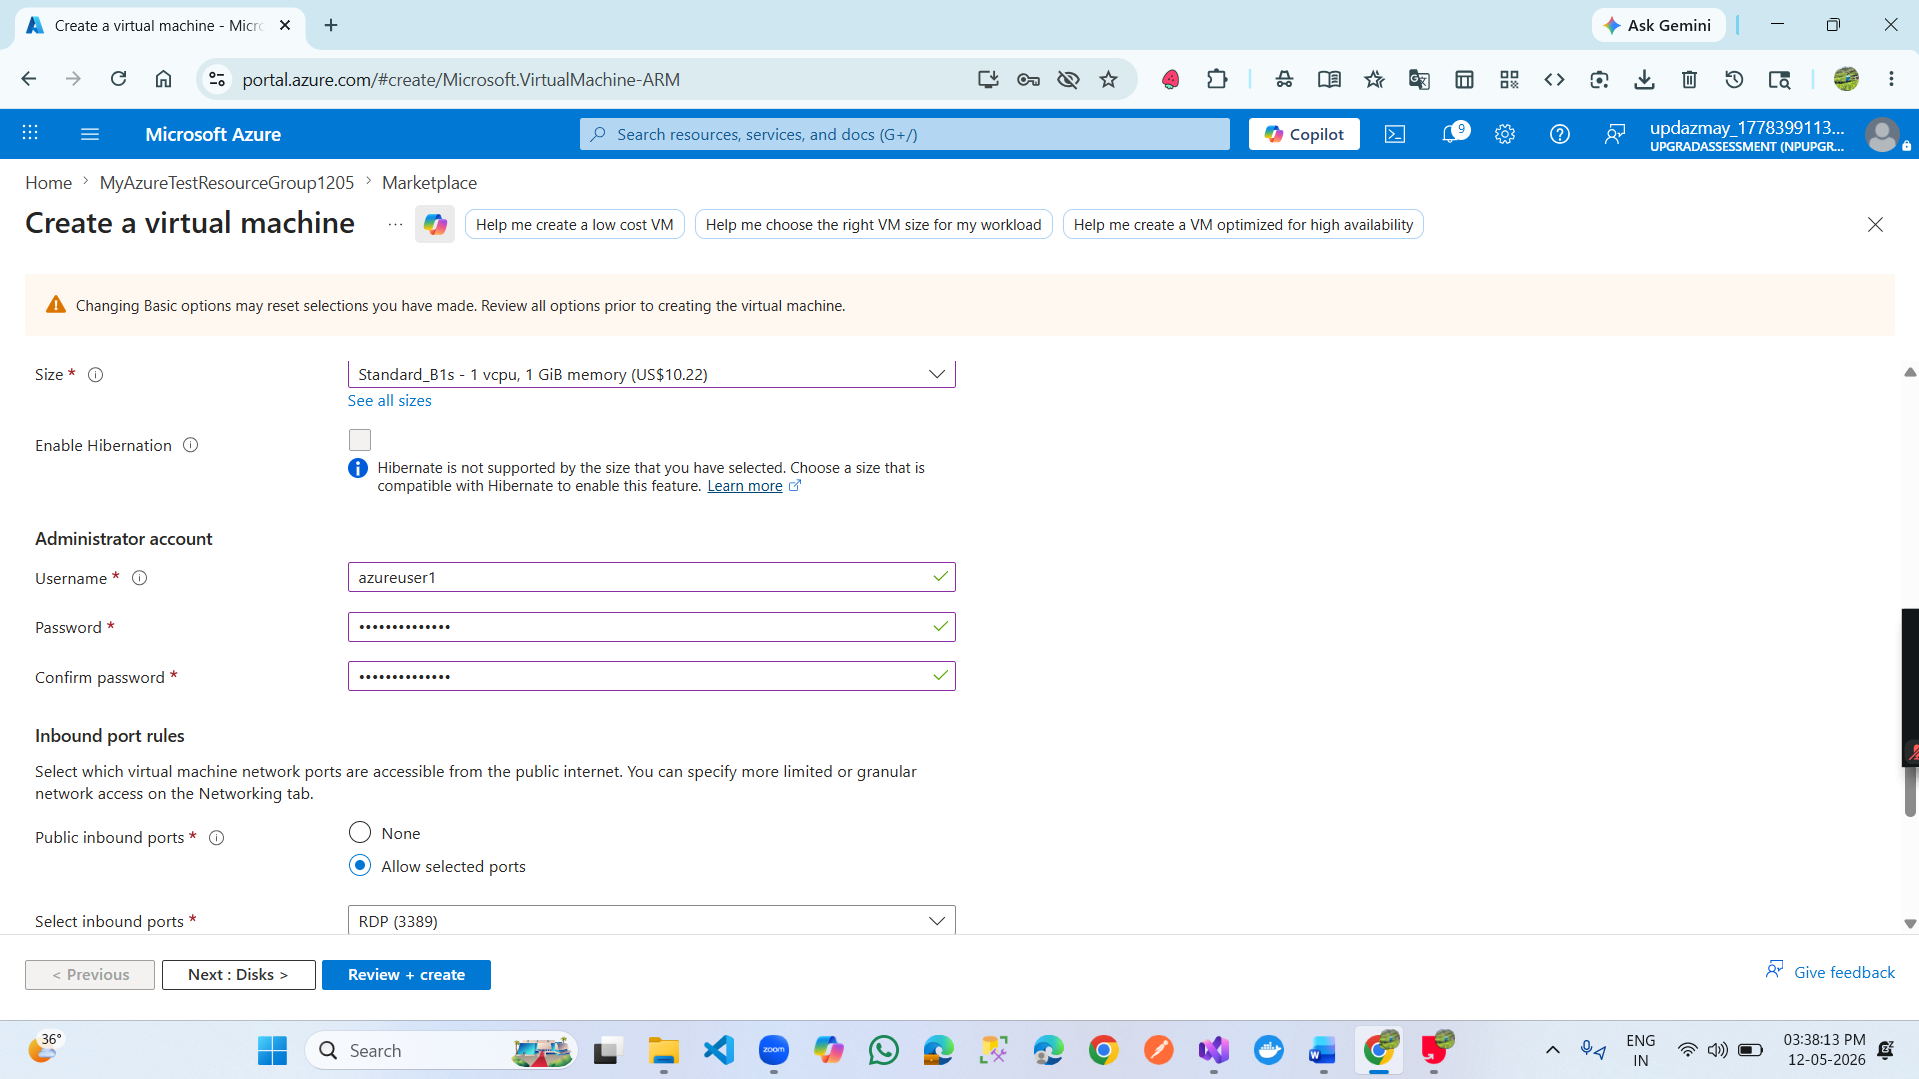 Create a virtual machine - Micro
Ask Gemini
portal.azure.com/#create/Microsoft.VirtualMachine-ARM
Microsoft Azure
Search resources, services, and docs (G+/)
Copilot
9
updazmay_1778399113...
UPGRADASSESSMENT (NPUPGR...
Home > MyAzureTestResourceGroup1205 > Marketplace
Create a virtual machine
...
Help me create a low cost VM
Help me choose the right VM size for my workload
Help me create a VM optimized for high availability
Changing Basic options may reset selections you have made. Review all options prior to creating the virtual machine.
Size *
Standard_B1s - 1 vcpu, 1 GiB memory (US$10.22)
See all sizes
Enable Hibernation
Hibernate is not supported by the size that you have selected. Choose a size that is
compatible with Hibernate to enable this feature. Learn more
Administrator account
Username *
azureuser1
Password *
••••••••••••••
Confirm password *
••••••••••••••
Inbound port rules
Select which virtual machine network ports are accessible from the public internet. You can specify more limited or granular
network access on the Networking tab.
Public inbound ports *
None
Allow selected ports
Select inbound ports *
RDP (3389)
< Previous
Next : Disks >
Review + create
Give feedback
36°
Search
zoom
ENG
IN
03:38:13 PM
12-05-2026